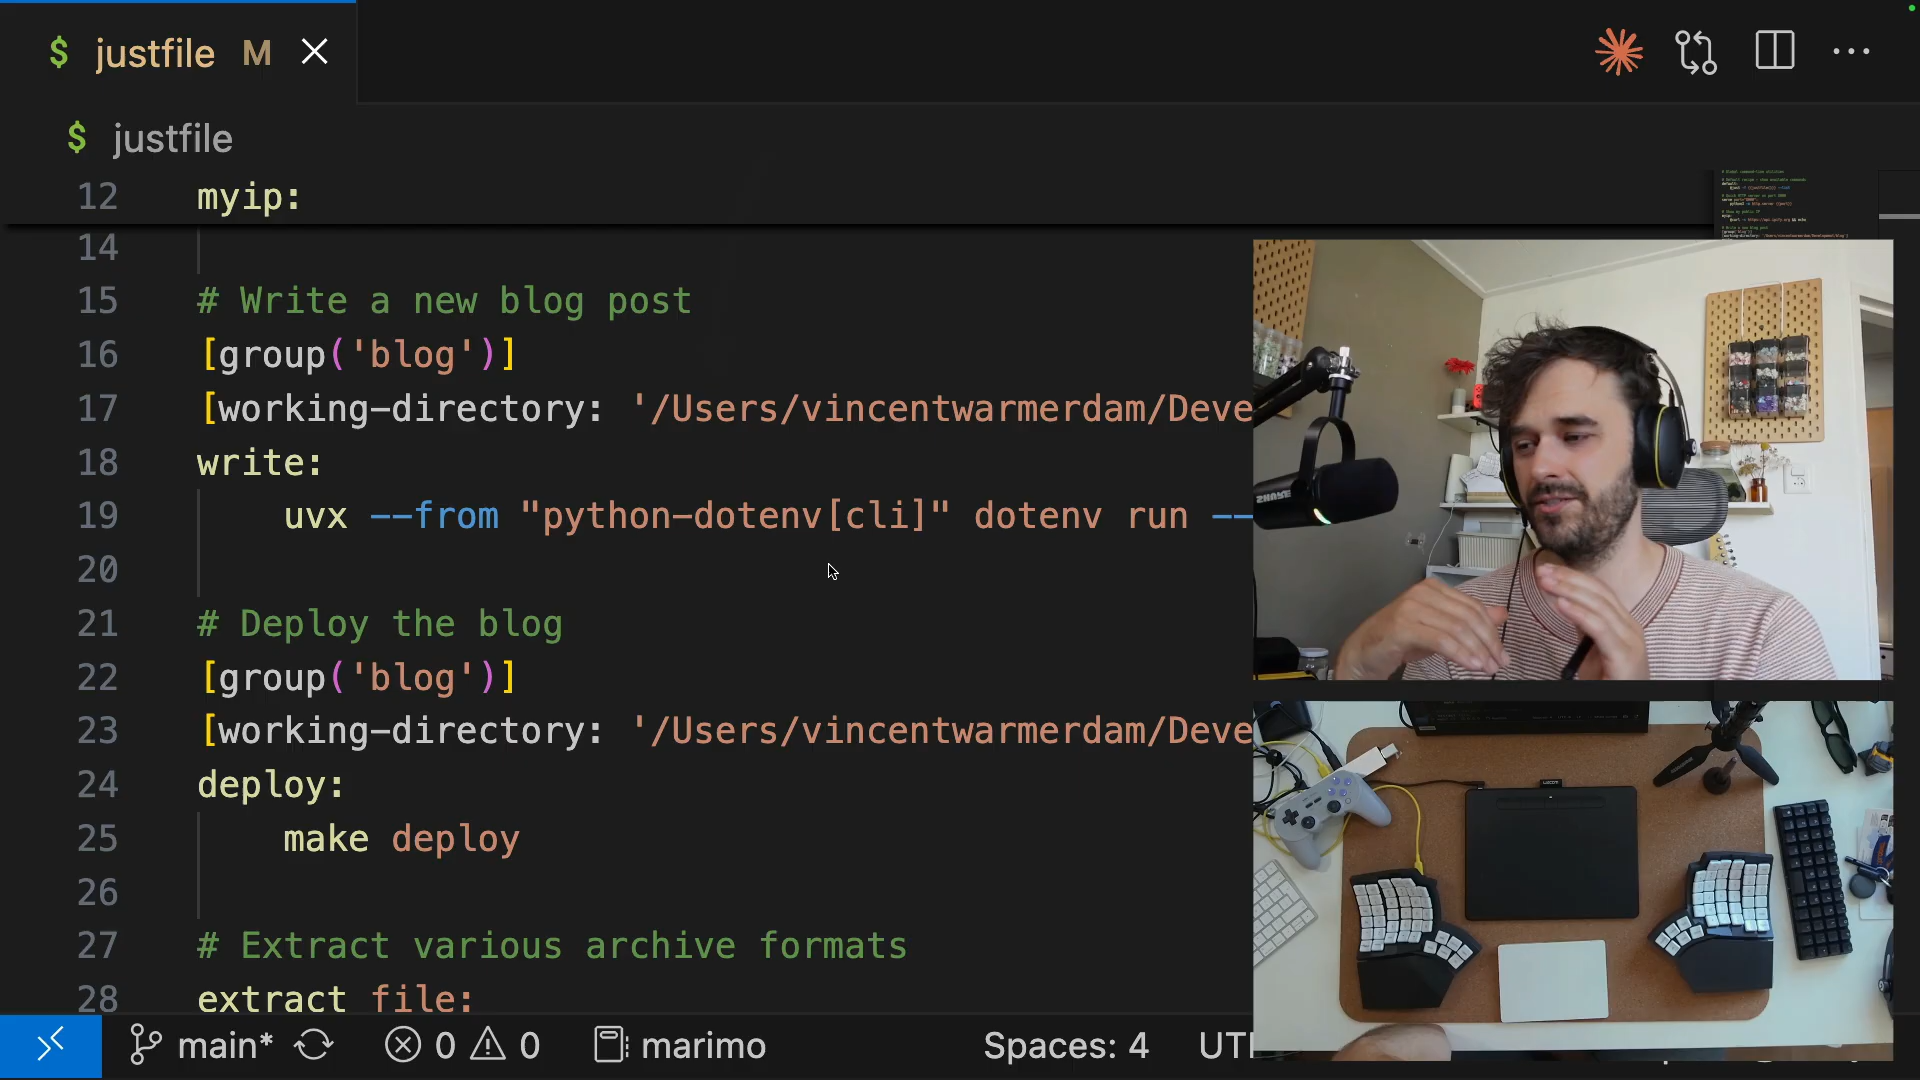 $ justfile M
$ justfile
12 myip:
14
15 # Write a new blog post
16 [group('blog')]
17 [working-directory: '/Users/vincentwarmerdam/Deve
18 write:
19 uvx --from "python-dotenv[cli]" dotenv run --
20
21 # Deploy the blog
22 [group('blog')]
23 [working-directory: '/Users/vincentwarmerdam/Deve
24 deploy:
25 make deploy
26
27 # Extract various archive formats
28 extract file:
main* 0 0 marimo Spaces: 4 UTF
SHURE